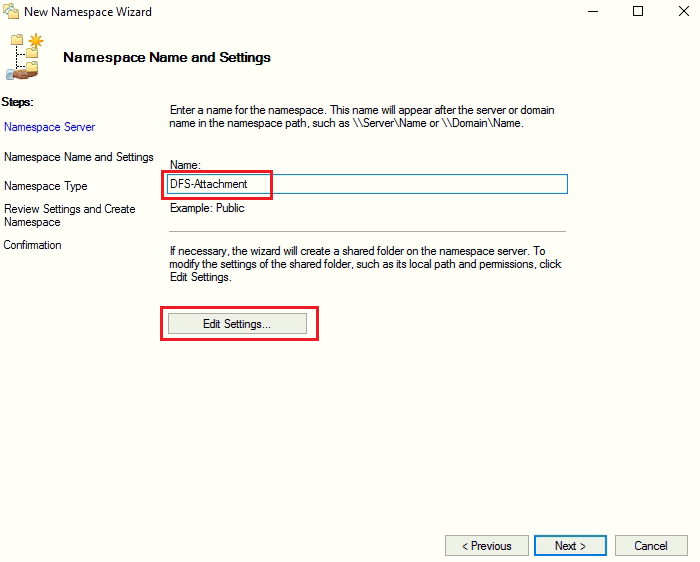 New Namespace Wizard
Namespace Name and Settings
Steps:
Namespace Server
Namespace Name and Settings
Namespace Type
Review Settings and Create
Namespace
Confirmation
Enter a name for the namespace. This name will appear after the server or domain
name in the namespace path, such as \\Server\Name or \\Domain\Name.
Name:
DFS-Attachment
Example: Public
If necessary, the wizard will create a shared folder on the namespace server. To
modify the settings of the shared folder, such as its local path and permissions, click
Edit Settings.
Edit Settings...
< Previous
Next >
Cancel